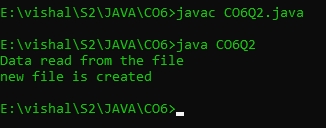 E:\vishal\S2\JAVA\CO6>javac CO6Q2.java
E:\vishal\S2\JAVA\CO6>java CO6Q2
Data read from the file
new file is created
E:\vishal\S2\JAVA\CO6>